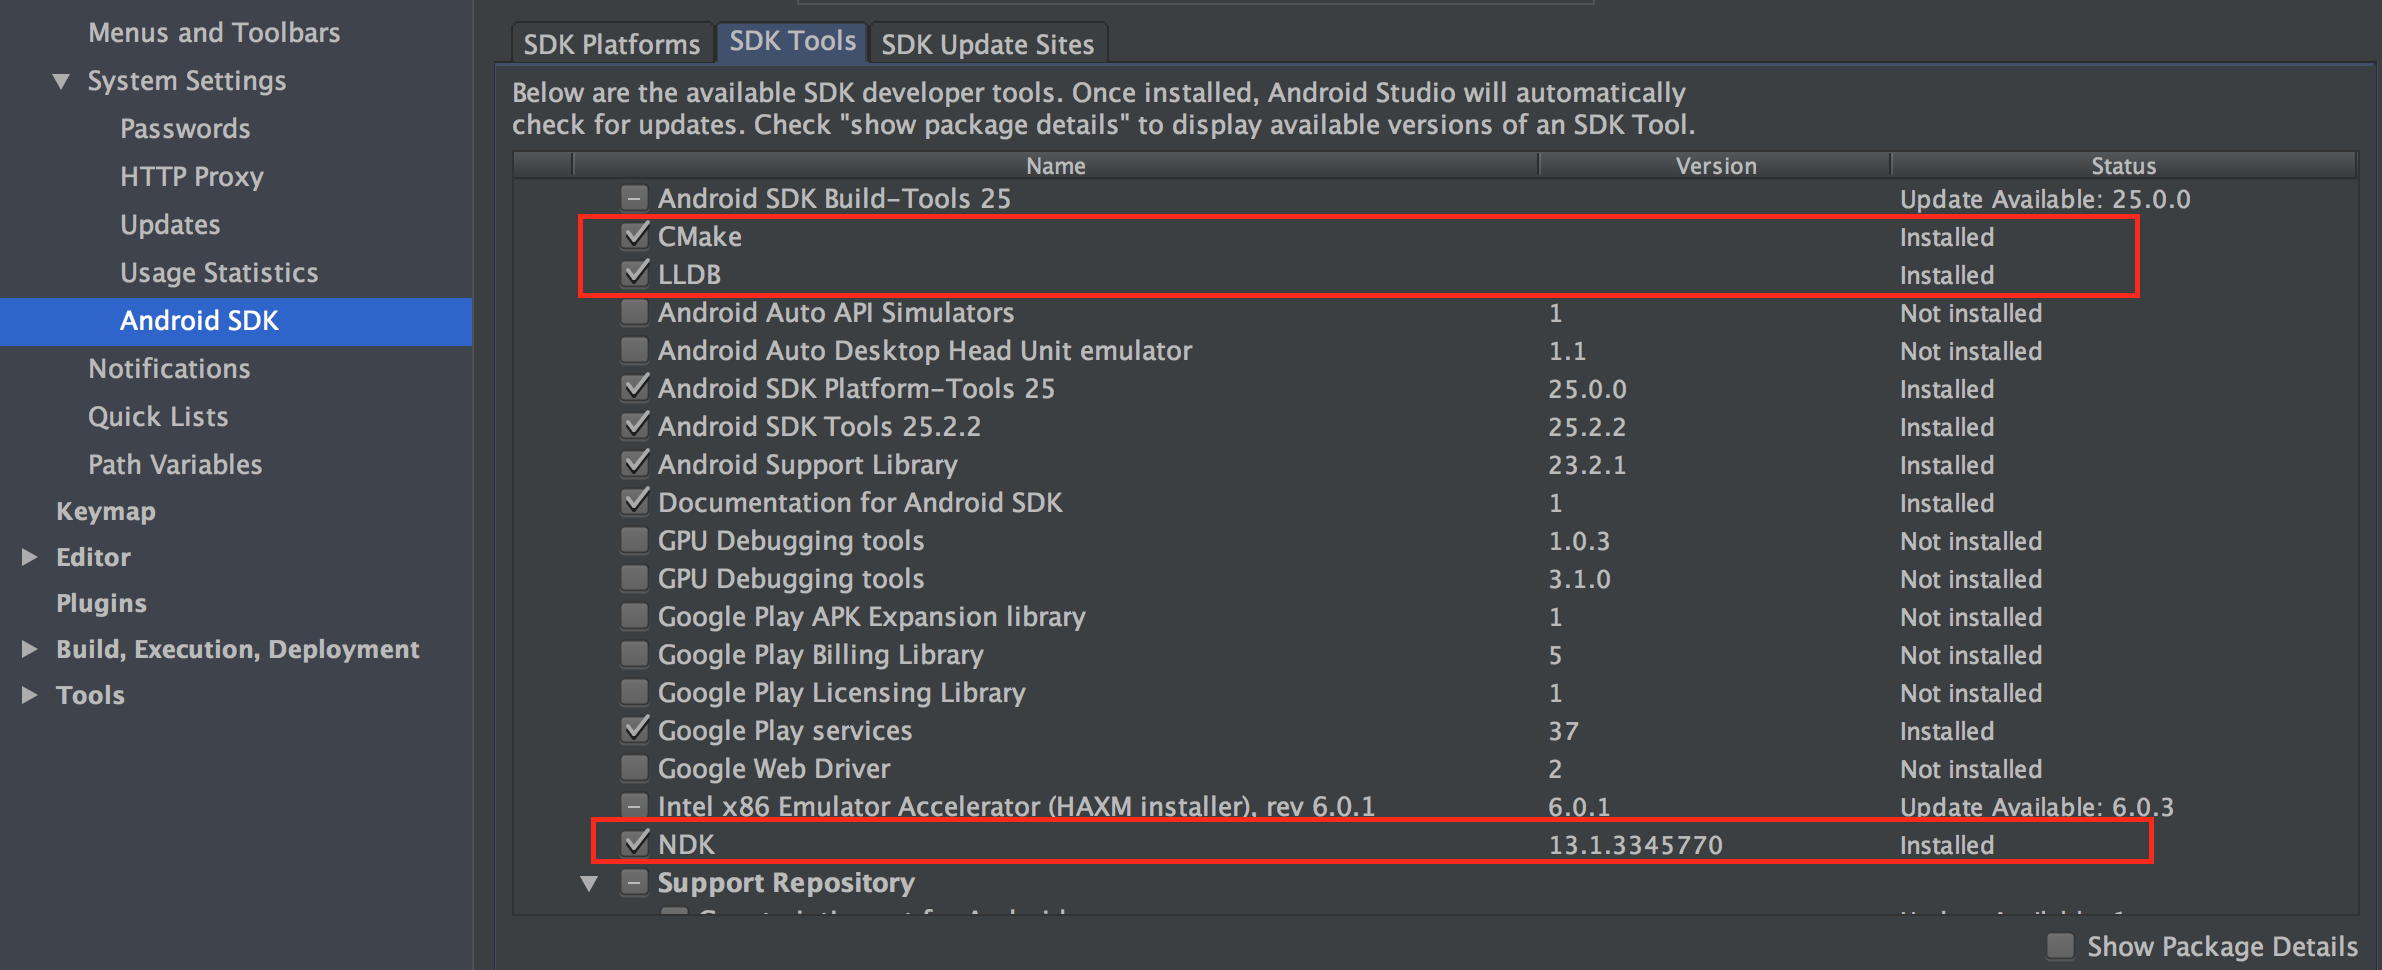 Menus and Toolbars
System Settings
Passwords
HTTP Proxy
Updates
Usage Statistics
Android SDK
Notifications
Quick Lists
Path Variables
Keymap
Editor
Plugins
Build, Execution, Deployment
Tools
SDK Platforms SDK Tools SDK Update Sites
Below are the available SDK developer tools. Once installed, Android Studio will automatically
check for updates. Check "show package details" to display available versions of an SDK Tool.
Name Version Status
Android SDK Build-Tools 25 Update Available: 25.0.0
CMake Installed
LLDB Installed
Android Auto API Simulators 1 Not installed
Android Auto Desktop Head Unit emulator 1.1 Not installed
Android SDK Platform-Tools 25 25.0.0 Installed
Android SDK Tools 25.2.2 25.2.2 Installed
Android Support Library 23.2.1 Installed
Documentation for Android SDK 1 Installed
GPU Debugging tools 1.0.3 Not installed
GPU Debugging tools 3.1.0 Not installed
Google Play APK Expansion library 1 Not installed
Google Play Billing Library 5 Not installed
Google Play Licensing Library 1 Not installed
Google Play services 37 Installed
Google Web Driver 2 Not installed
Intel x86 Emulator Accelerator (HAXM installer), rev 6.0.1 6.0.1 Update Available: 6.0.3
NDK 13.1.3345770 Installed
Support Repository
Show Package Details